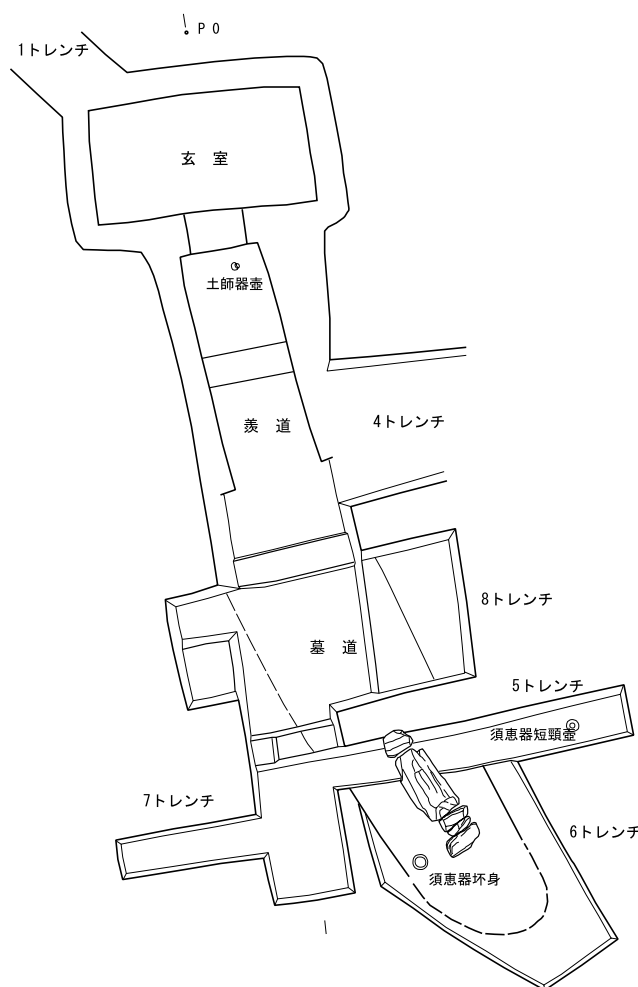 P0
1トレンチ
玄 室
土師器壺
羨 道
4トレンチ
8トレンチ
墓 道
5トレンチ
須恵器短頸壺
7トレンチ
6トレンチ
須恵器坏身